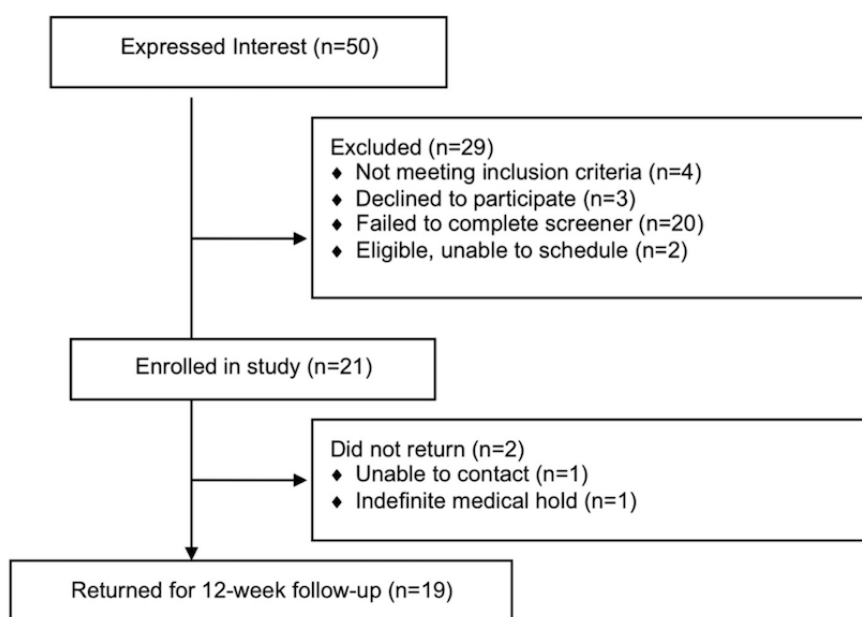 Expressed Interest (n=50)
Excluded (n=29)
♦ Not meeting inclusion criteria (n=4)
♦ Declined to participate (n=3)
♦ Failed to complete screener (n=20)
♦ Eligible, unable to schedule (n=2)
Enrolled in study (n=21)
Did not return (n=2)
♦ Unable to contact (n=1)
♦ Indefinite medical hold (n=1)
Returned for 12-week follow-up (n=19)